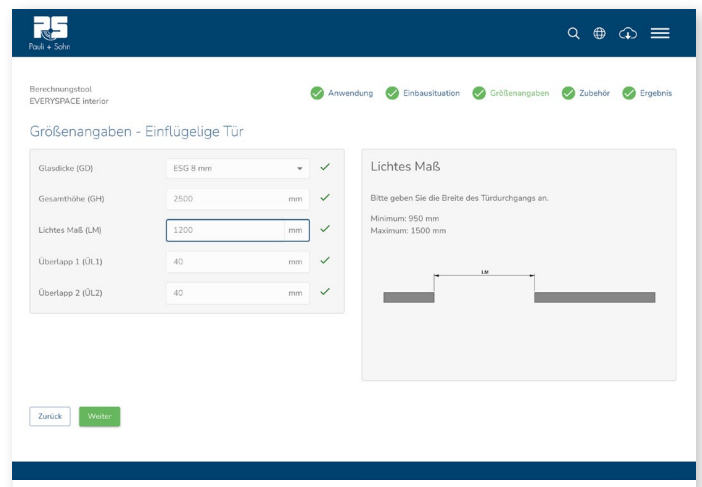 PS
Pauli + Sohn
Berechnungstool
EVERYSPACE interior
Anwendung Einbausituation Größenangaben Zubehör Ergebnis
Größenangaben - Einflügelige Tür
Glasdicke (GD) ESG 8 mm
Gesamthöhe (GH) 2500 mm
Lichtes Maß (LM) 1200 mm
Überlapp 1 (ÜL1) 40 mm
Überlapp 2 (ÜL2) 40 mm
Lichtes Maß
Bitte geben Sie die Breite des Türdurchgangs an.
Minimum: 950 mm
Maximum: 1500 mm
LM
Zurück Weiter